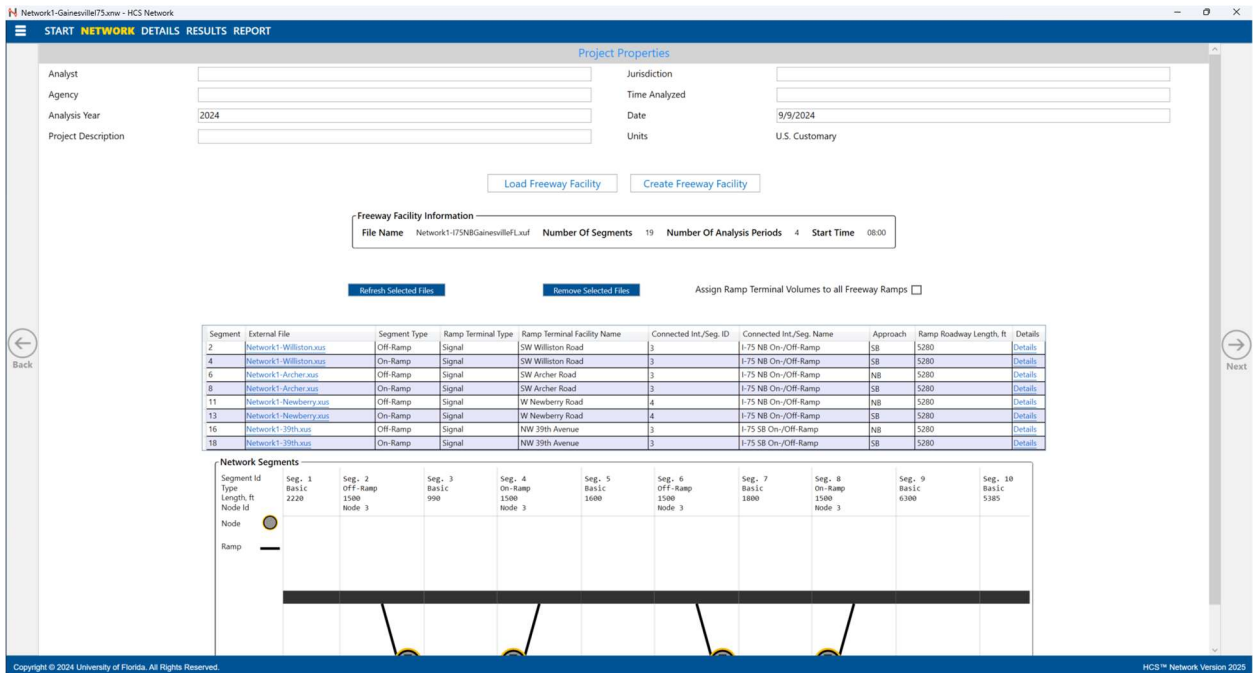 Network1-GainesvilleI75.xnw - HCS Network
START NETWORK DETAILS RESULTS REPORT
Project Properties
Analyst Jurisdiction
Agency Time Analyzed
Analysis Year 2024 Date 9/9/2024
Project Description Units U.S. Customary
Load Freeway Facility Create Freeway Facility
Freeway Facility Information
File Name Network1-I75NBGainesvilleFL.xuf Number Of Segments 19 Number Of Analysis Periods 4 Start Time 08:00
Refresh Selected Files Remove Selected Files Assign Ramp Terminal Volumes to all Freeway Ramps
Segment External File Segment Type Ramp Terminal Type Ramp Terminal Facility Name Connected Int./Seg. ID Connected Int./Seg. Name Approach Ramp Roadway Length, ft Details
2 Network1-Williston.xus Off-Ramp Signal SW Williston Road 3 I-75 NB On-/Off-Ramp SB 5280 Details
4 Network1-Williston.xus On-Ramp Signal SW Williston Road 3 I-75 NB On-/Off-Ramp SB 5280 Details
6 Network1-Archer.xus Off-Ramp Signal SW Archer Road 3 I-75 NB On-/Off-Ramp NB 5280 Details
8 Network1-Archer.xus On-Ramp Signal SW Archer Road 3 I-75 NB On-/Off-Ramp SB 5280 Details
11 Network1-Newberry.xus Off-Ramp Signal W Newberry Road 4 I-75 NB On-/Off-Ramp NB 5280 Details
13 Network1-Newberry.xus On-Ramp Signal W Newberry Road 4 I-75 NB On-/Off-Ramp SB 5280 Details
16 Network1-39th.xus Off-Ramp Signal NW 39th Avenue 3 I-75 SB On-/Off-Ramp NB 5280 Details
18 Network1-39th.xus On-Ramp Signal NW 39th Avenue 3 I-75 SB On-/Off-Ramp SB 5280 Details
Back
Next
Network Segments
Segment Id Seg. 1 Seg. 2 Seg. 3 Seg. 4 Seg. 5 Seg. 6 Seg. 7 Seg. 8 Seg. 9 Seg. 10
Type Basic Off-Ramp Basic On-Ramp Basic Off-Ramp Basic On-Ramp Basic Basic
Length, ft 2220 1500 990 1500 1600 1500 1800 1500 6300 5385
Node Id Node 3 Node 3 Node 3 Node 3
Node
Ramp
Copyright © 2024 University of Florida. All Rights Reserved. HCS™ Network Version 2025